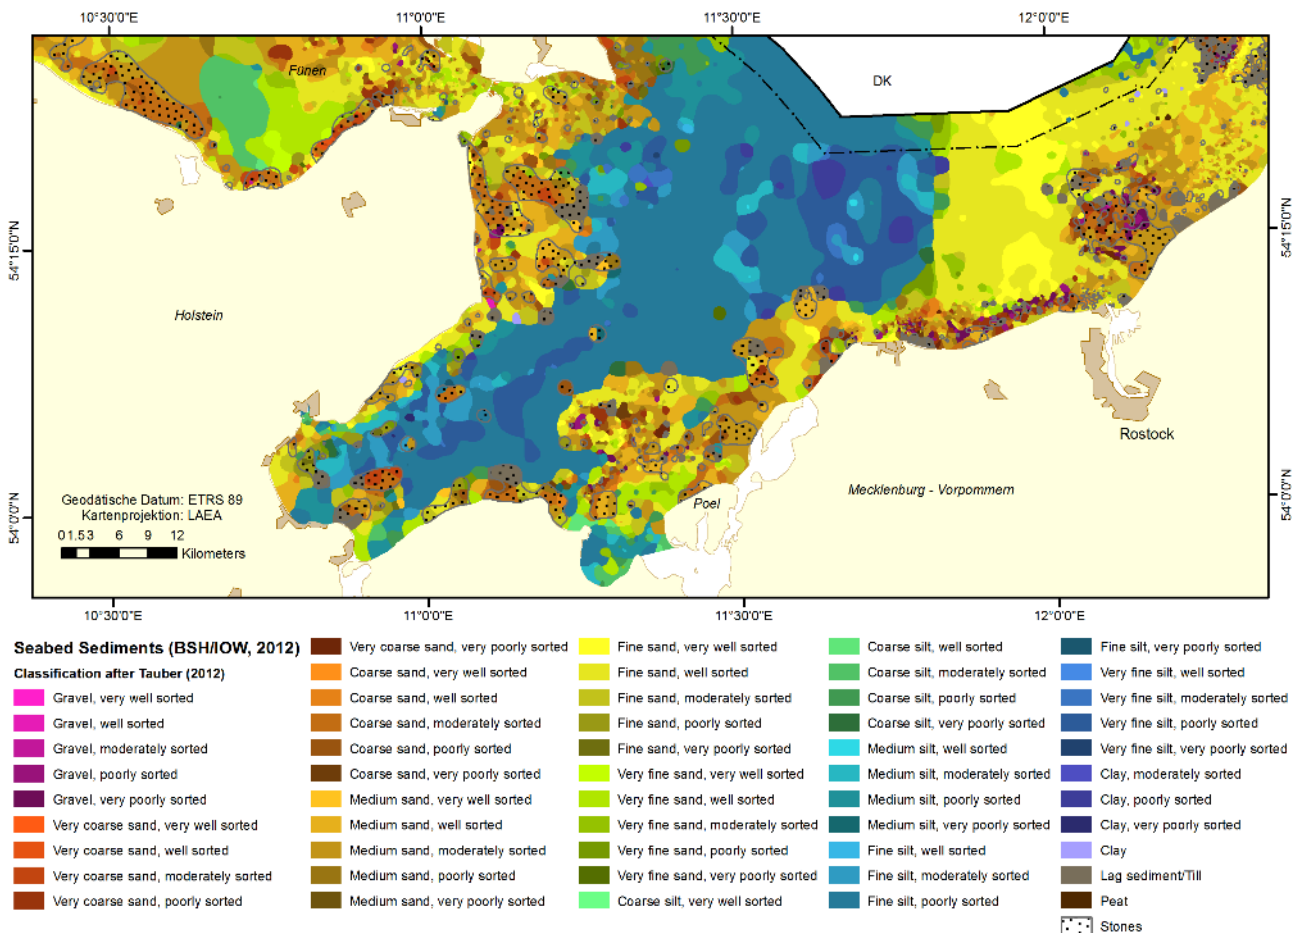 10°30'0"E 11°0'0"E 11°30'0"E 12°0'0"E
Fünen
DK
54°15'0"N
54°15'0"N
Holstein
Rostock
Mecklenburg - Vorpommern
Poel
54°0'0"N
54°0'0"N
Geodätische Datum: ETRS 89
Kartenprojektion: LAEA
0 1.5 3 6 9 12
Kilometers
10°30'0"E 11°0'0"E 11°30'0"E 12°0'0"E
Seabed Sediments (BSH/IOW, 2012)
Classification after Tauber (2012)
Gravel, very well sorted
Gravel, well sorted
Gravel, moderately sorted
Gravel, poorly sorted
Gravel, very poorly sorted
Very coarse sand, very well sorted
Very coarse sand, well sorted
Very coarse sand, moderately sorted
Very coarse sand, poorly sorted
Very coarse sand, very poorly sorted
Coarse sand, very well sorted
Coarse sand, well sorted
Coarse sand, moderately sorted
Coarse sand, poorly sorted
Coarse sand, very poorly sorted
Medium sand, very well sorted
Medium sand, well sorted
Medium sand, moderately sorted
Medium sand, poorly sorted
Medium sand, very poorly sorted
Fine sand, very well sorted
Fine sand, well sorted
Fine sand, moderately sorted
Fine sand, poorly sorted
Fine sand, very poorly sorted
Very fine sand, very well sorted
Very fine sand, well sorted
Very fine sand, moderately sorted
Very fine sand, poorly sorted
Very fine sand, very poorly sorted
Coarse silt, very well sorted
Coarse silt, well sorted
Coarse silt, moderately sorted
Coarse silt, poorly sorted
Coarse silt, very poorly sorted
Medium silt, well sorted
Medium silt, moderately sorted
Medium silt, poorly sorted
Medium silt, very poorly sorted
Fine silt, well sorted
Fine silt, moderately sorted
Fine silt, poorly sorted
Fine silt, very poorly sorted
Very fine silt, well sorted
Very fine silt, moderately sorted
Very fine silt, poorly sorted
Very fine silt, very poorly sorted
Clay, moderately sorted
Clay, poorly sorted
Clay, very poorly sorted
Clay
Lag sediment/Till
Peat
Stones